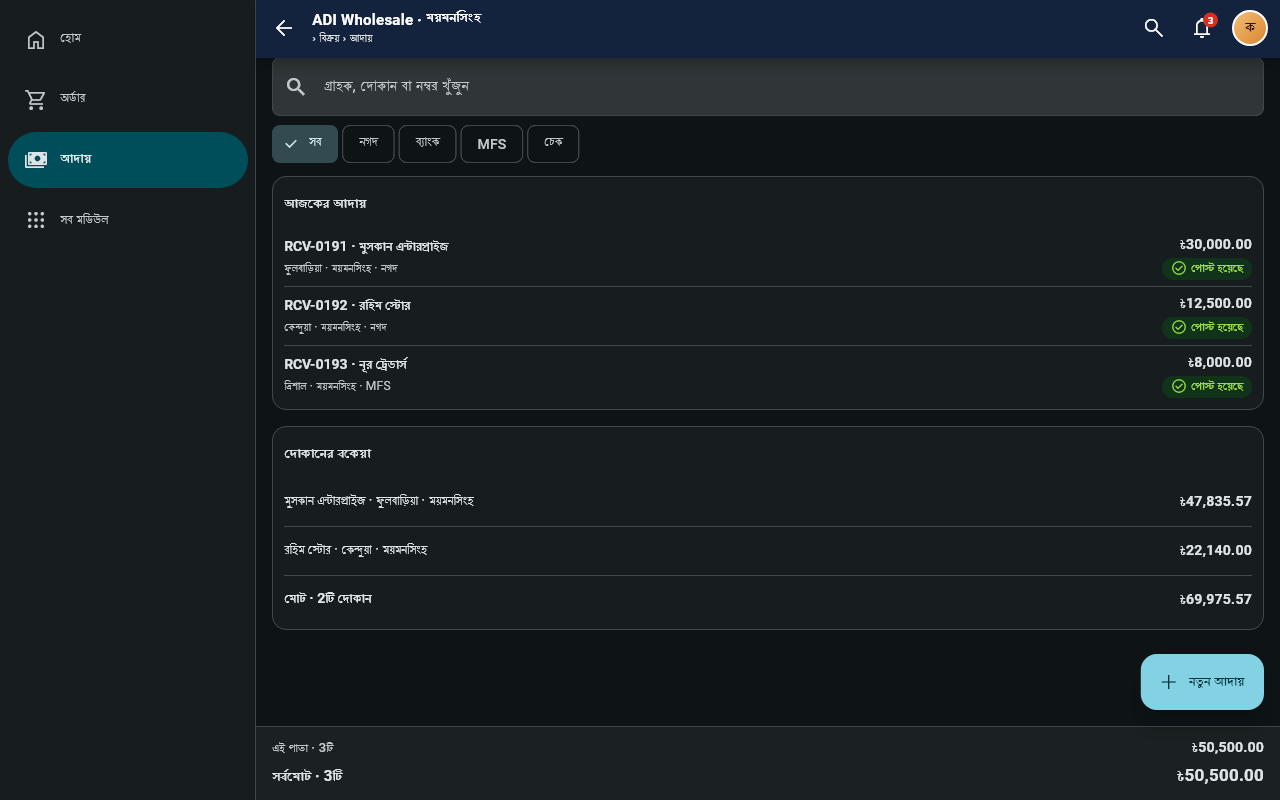 হোম
অর্ডার
আদায়
সব মডিউল
ADI Wholesale · ময়মনসিংহ
› বিক্রয় › আদায়
3
ক
গ্রাহক, দোকান বা নম্বর খুঁজুন
সব
নগদ
ব্যাংক
MFS
চেক
আজকের আদায়
RCV-0191 · মুসকান এন্টারপ্রাইজ
৳30,000.00
ফুলবাড়িয়া · ময়মনসিংহ · নগদ
পোস্ট হয়েছে
RCV-0192 · রহিম স্টোর
৳12,500.00
কেন্দুয়া · ময়মনসিংহ · নগদ
পোস্ট হয়েছে
RCV-0193 · নূর ট্রেডার্স
৳8,000.00
ত্রিশাল · ময়মনসিংহ · MFS
পোস্ট হয়েছে
দোকানের বকেয়া
মুসকান এন্টারপ্রাইজ · ফুলবাড়িয়া · ময়মনসিংহ
৳47,835.57
রহিম স্টোর · কেন্দুয়া · ময়মনসিংহ
৳22,140.00
মোট · 2টি দোকান
৳69,975.57
নতুন আদায়
এই পাতা · 3টি
৳50,500.00
সর্বমোট · 3টি
৳50,500.00